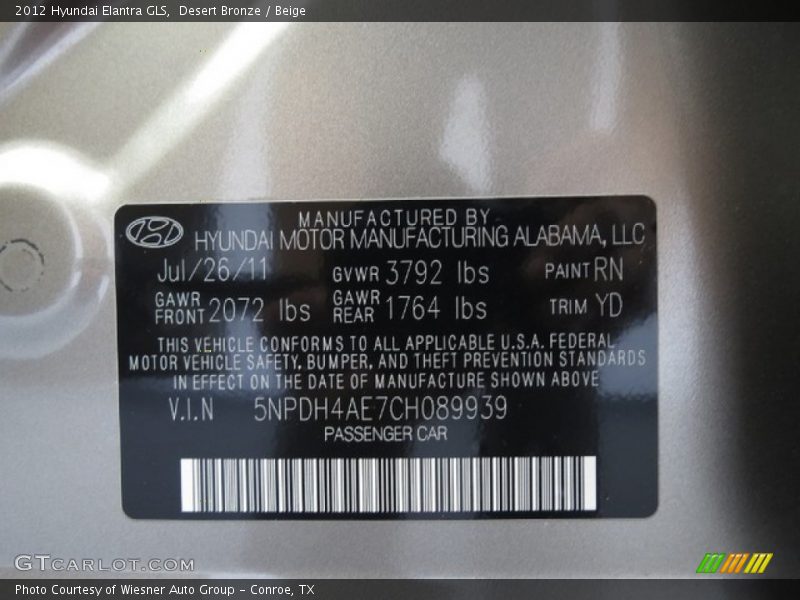 2012 Hyundai Elantra GLS, Desert Bronze / Beige
MANUFACTURED BY
HYUNDAI MOTOR MANUFACTURING ALABAMA, LLC
Jul/26/11 GVWR 3792 lbs PAINT RN
GAWR FRONT 2072 lbs GAWR REAR 1764 lbs TRIM YD
THIS VEHICLE CONFORMS TO ALL APPLICABLE U.S.A. FEDERAL
MOTOR VEHICLE SAFETY, BUMPER, AND THEFT PREVENTION STANDARDS
IN EFFECT ON THE DATE OF MANUFACTURE SHOWN ABOVE
V.I.N 5NPDH4AE7CH089939
PASSENGER CAR
GTCARLOT.COM
Photo Courtesy of Wiesner Auto Group - Conroe, TX